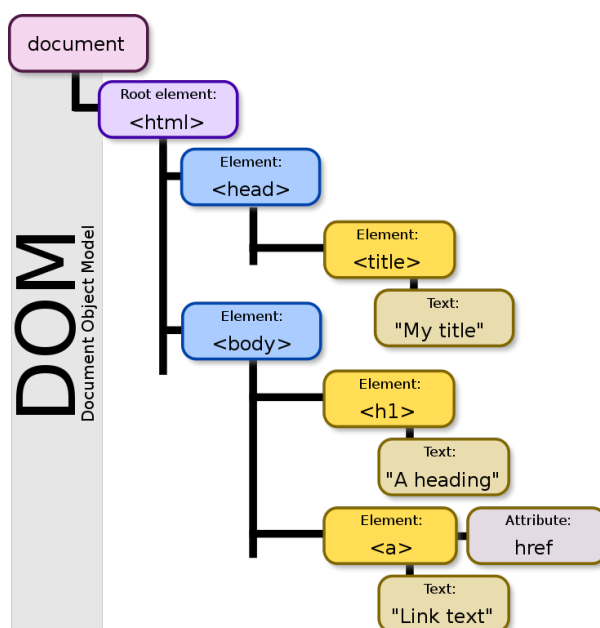 document
Root element:
<html>
Element:
<head>
Element:
<title>
Text:
"My title"
Element:
<body>
Element:
<h1>
Text:
"A heading"
Element:
<a>
Attribute:
href
Text:
"Link text"
DOM
Document Object Model